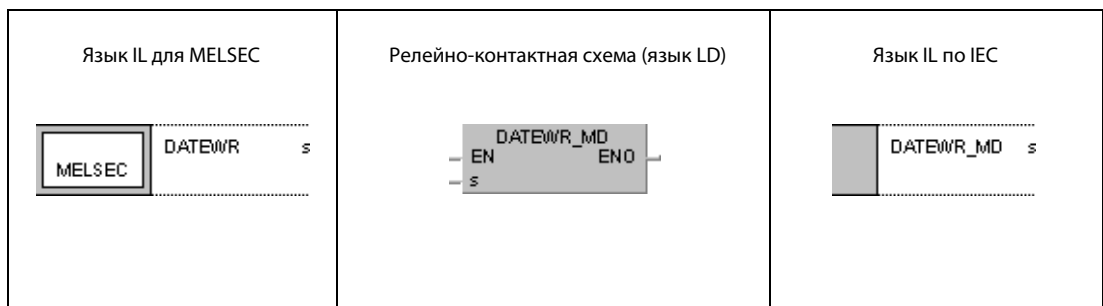 Язык IL для MELSEC
MELSEC
DATEWR s
Релейно-контактная схема (язык LD)
DATEWR_MD
EN ENO
s
Язык IL по IEC
DATEWR_MD s